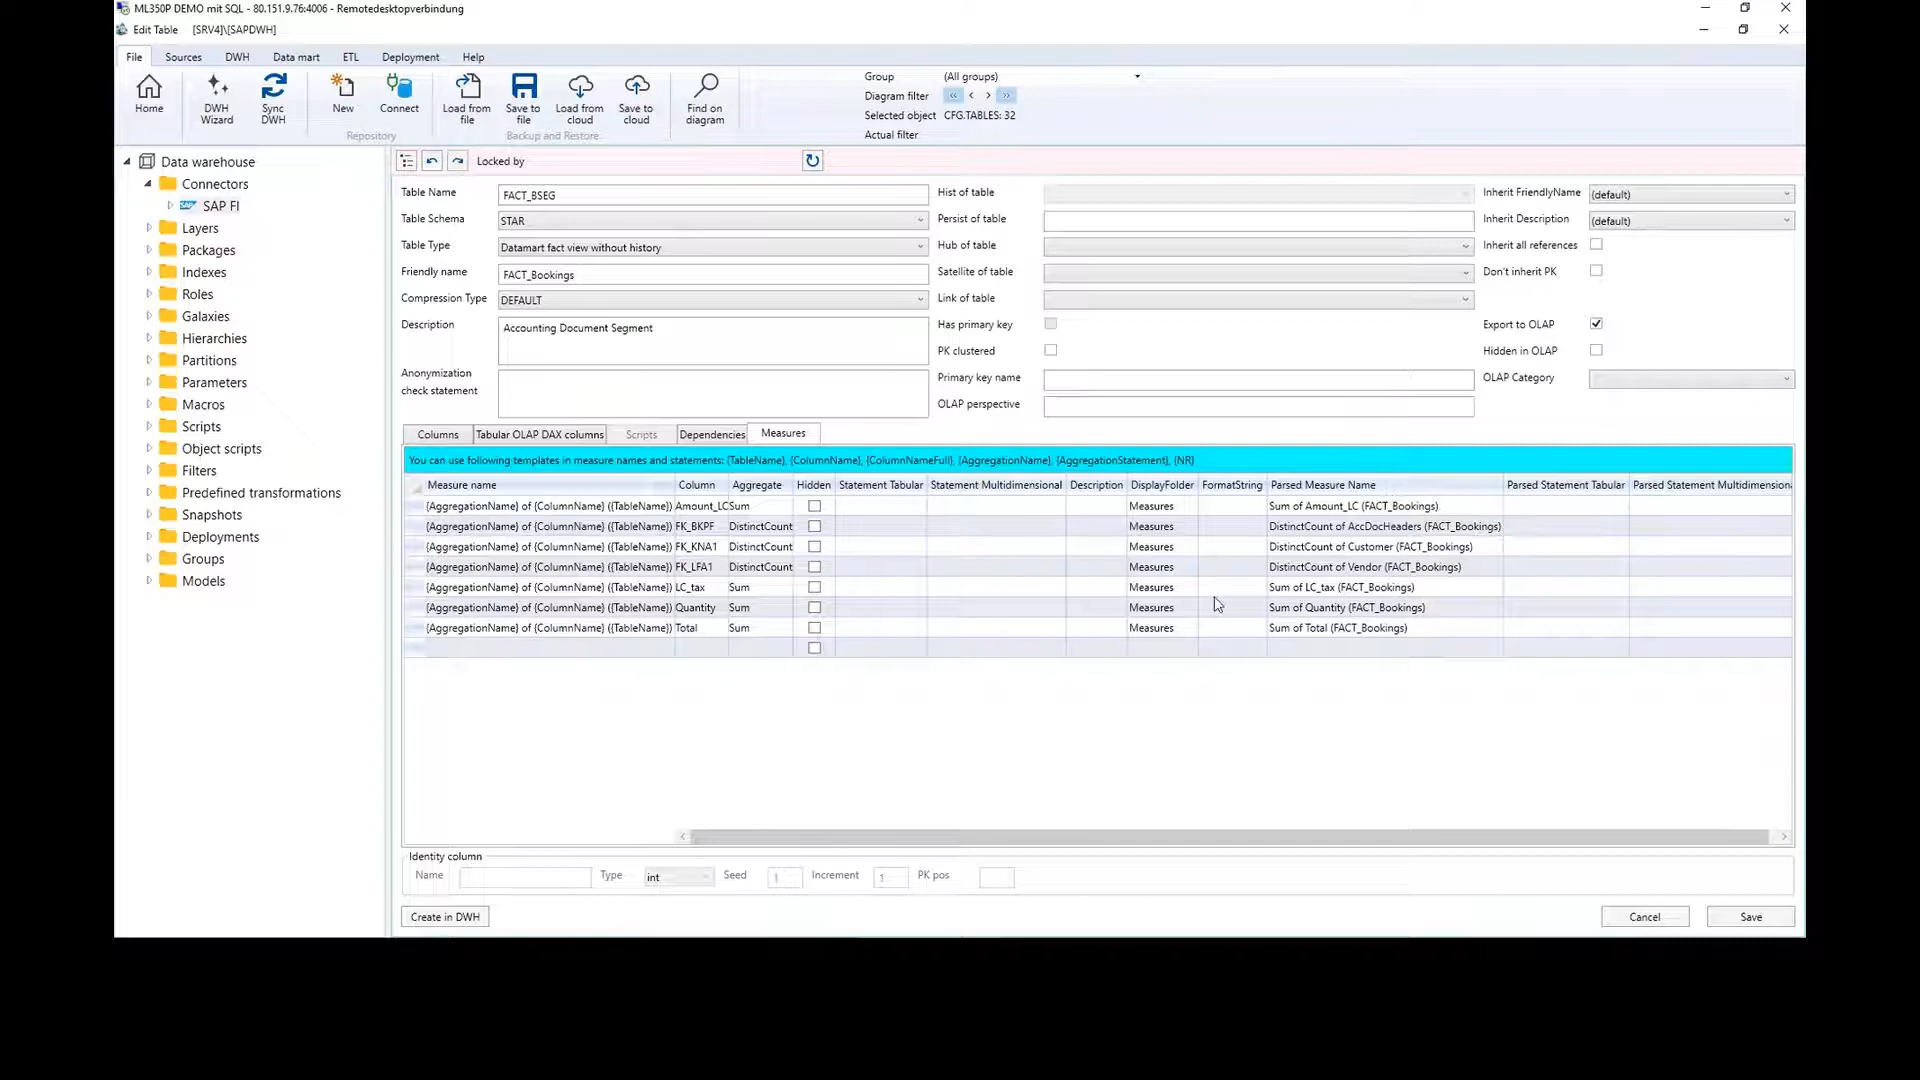 ML350P DEMO mit SQL - 80.151.9.76:4006 - Remotedesktopverbindung
Edit Table [SRV4]\[SAPDWH]
File Sources DWH Data mart ETL Deployment Help
Home
DWH Wizard
Sync DWH
New
Connect
Repository
Load from file
Save to file
Load from cloud
Save to cloud
Backup and Restore
Find on diagram
Group (All groups)
Diagram filter « < > »
Selected object CFG.TABLES: 32
Actual filter
Data warehouse
Connectors
SAP FI
Layers
Packages
Indexes
Roles
Galaxies
Hierarchies
Partitions
Parameters
Macros
Scripts
Object scripts
Filters
Predefined transformations
Snapshots
Deployments
Groups
Models
Locked by
Table Name FACT_BSEG
Table Schema STAR
Table Type Datamart fact view without history
Friendly name FACT_Bookings
Compression Type DEFAULT
Description Accounting Document Segment
Anonymization check statement
Hist of table
Persist of table
Hub of table
Satellite of table
Link of table
Has primary key
PK clustered
Primary key name
OLAP perspective
Inherit FriendlyName (default)
Inherit Description (default)
Inherit all references
Don't inherit PK
Export to OLAP
Hidden in OLAP
OLAP Category
Columns Tabular OLAP DAX columns Scripts Dependencies Measures
You can use following templates in measure names and statements: {TableName}, {ColumnName}, {ColumnNameFull}, {AggregationName}, {AggregationStatement}, {NR}
Measure name Column Aggregate Hidden Statement Tabular Statement Multidimensional Description DisplayFolder FormatString Parsed Measure Name Parsed Statement Tabular Parsed Statement Multidimensiona
{AggregationName} of {ColumnName} ({TableName}) Amount_LC Sum Measures Sum of Amount_LC (FACT_Bookings)
{AggregationName} of {ColumnName} ({TableName}) FK_BKPF DistinctCount Measures DistinctCount of AccDocHeaders (FACT_Bookings)
{AggregationName} of {ColumnName} ({TableName}) FK_KNA1 DistinctCount Measures DistinctCount of Customer (FACT_Bookings)
{AggregationName} of {ColumnName} ({TableName}) FK_LFA1 DistinctCount Measures DistinctCount of Vendor (FACT_Bookings)
{AggregationName} of {ColumnName} ({TableName}) LC_tax Sum Measures Sum of LC_tax (FACT_Bookings)
{AggregationName} of {ColumnName} ({TableName}) Quantity Sum Measures Sum of Quantity (FACT_Bookings)
{AggregationName} of {ColumnName} ({TableName}) Total Sum Measures Sum of Total (FACT_Bookings)
Identity column
Name Type int Seed 1 Increment 1 PK pos
Create in DWH Cancel Save